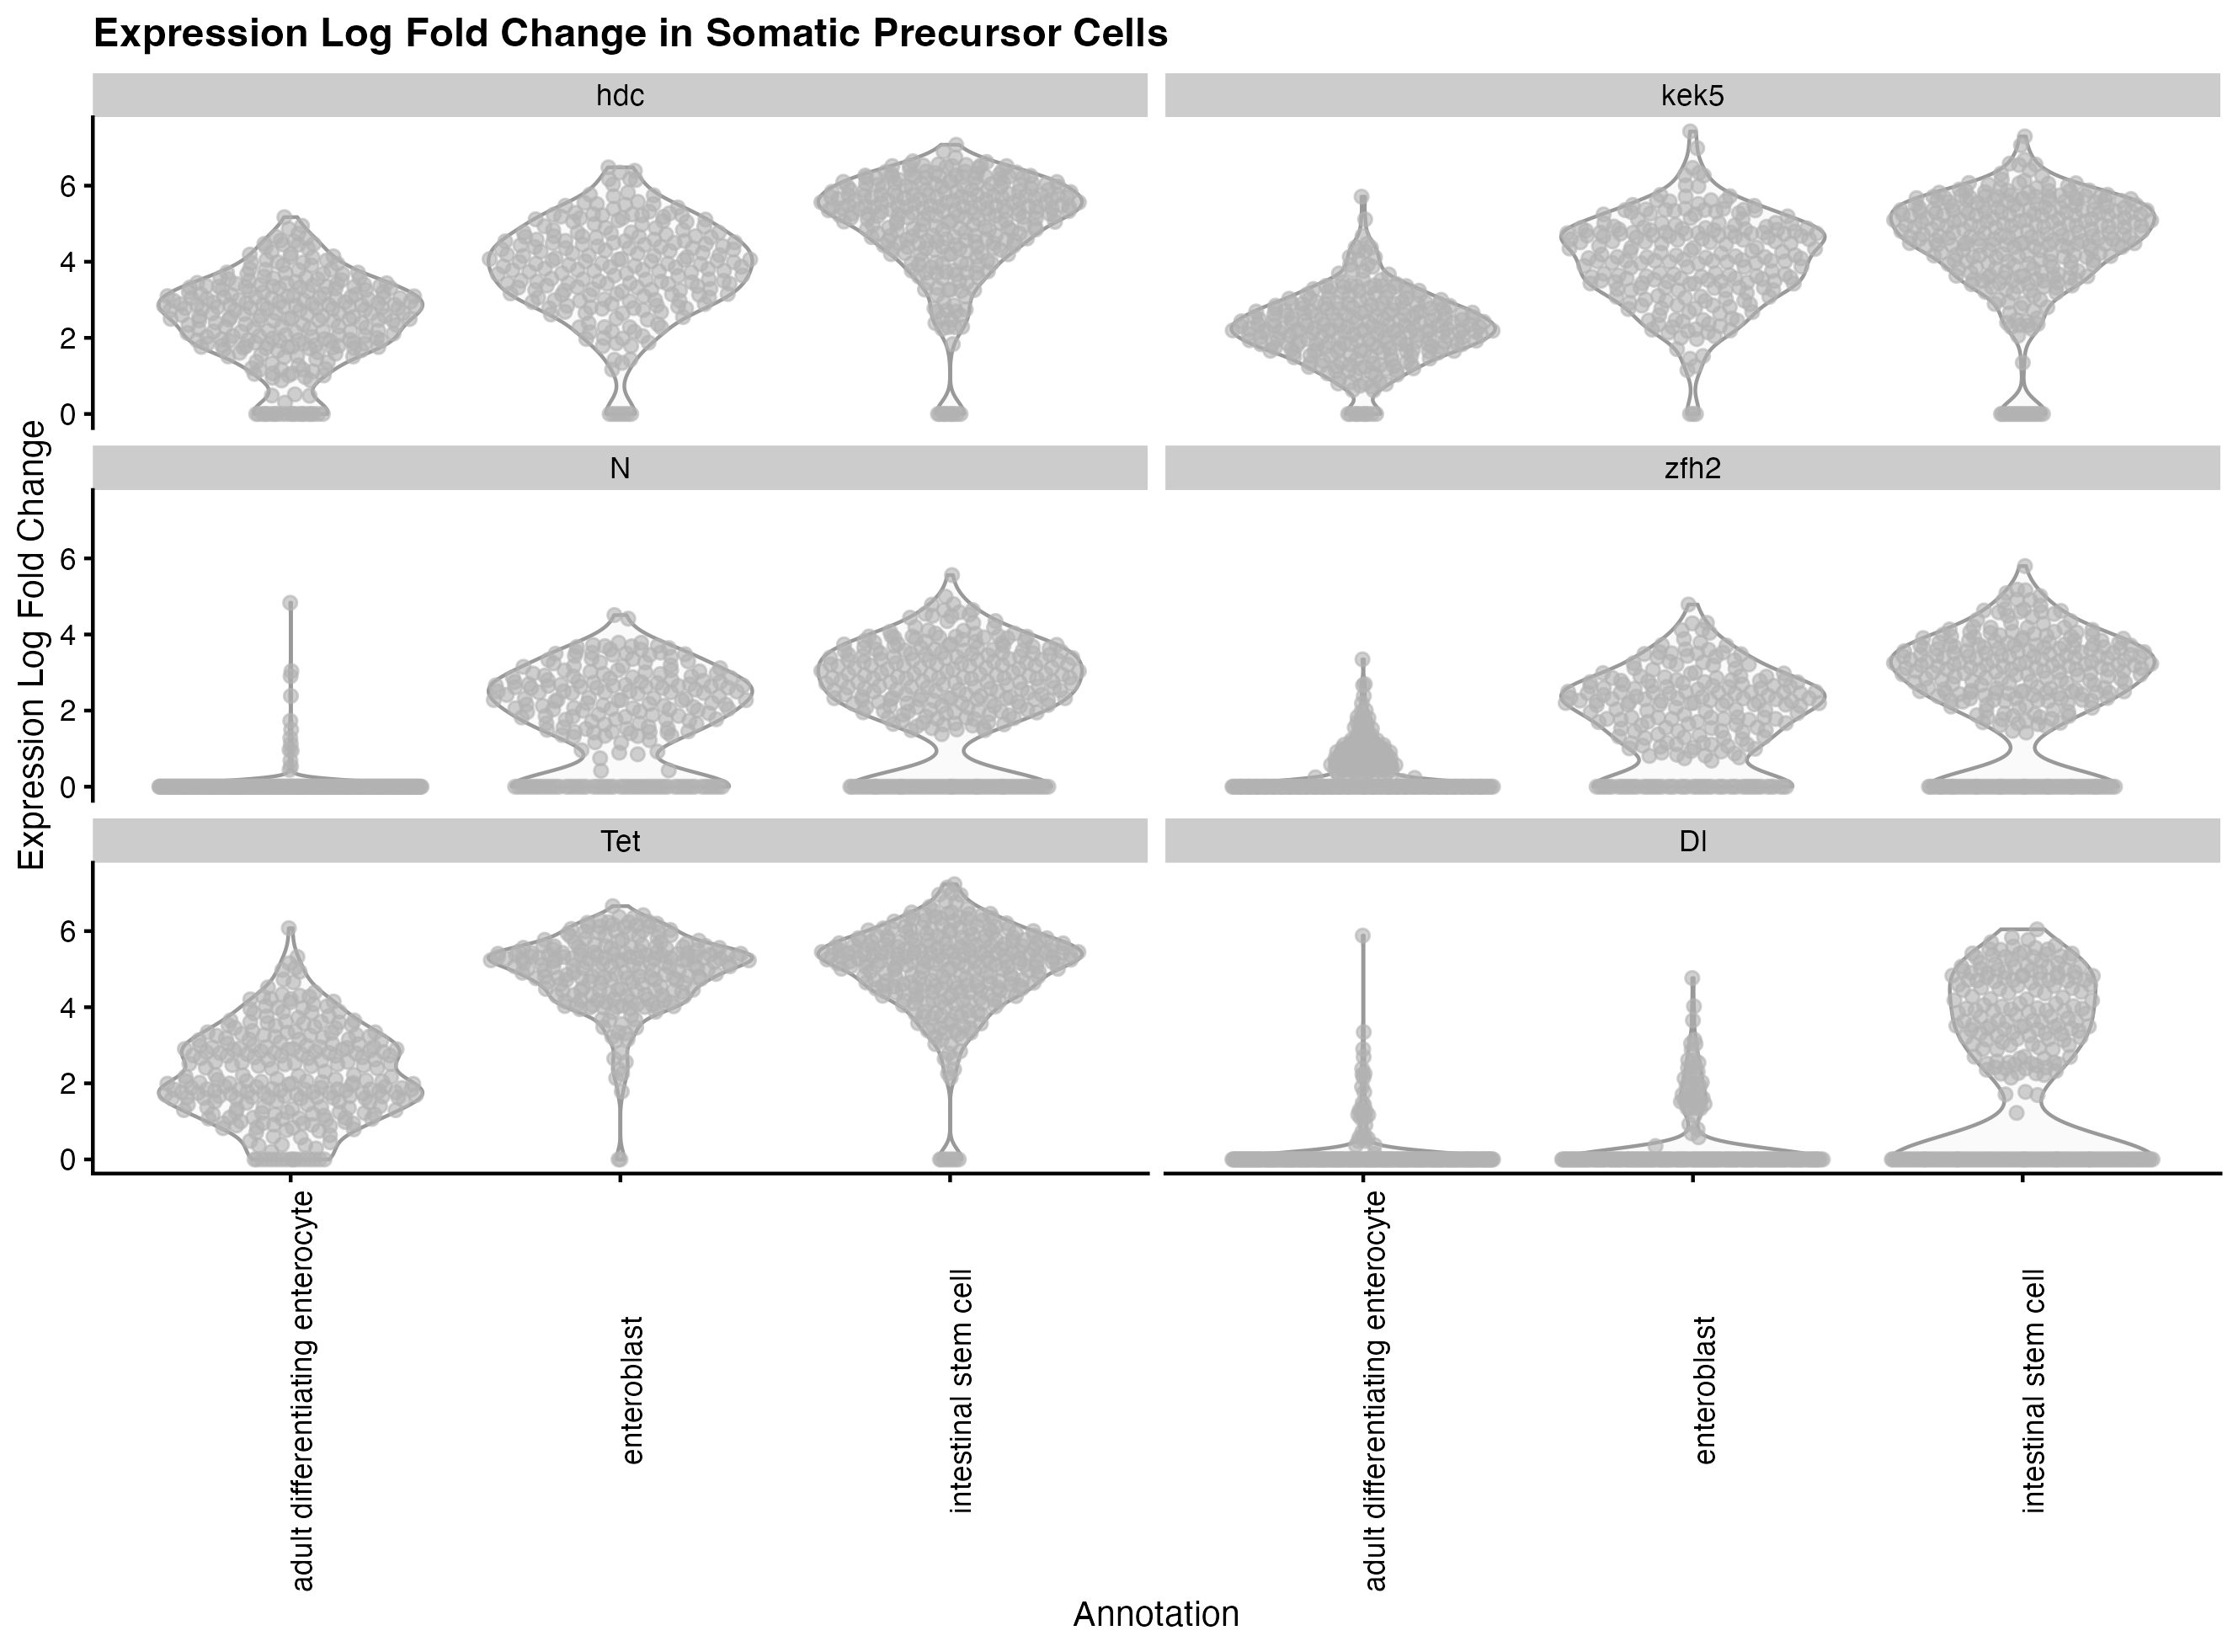 Expression Log Fold Change in Somatic Precursor Cells
hdc
kek5
6
4
2
0
N
zfh2
6
4
2
0
Tet
Dl
6
4
2
0
Expression Log Fold Change
adult differentiating enterocyte
enteroblast
intestinal stem cell
adult differentiating enterocyte
enteroblast
intestinal stem cell
Annotation